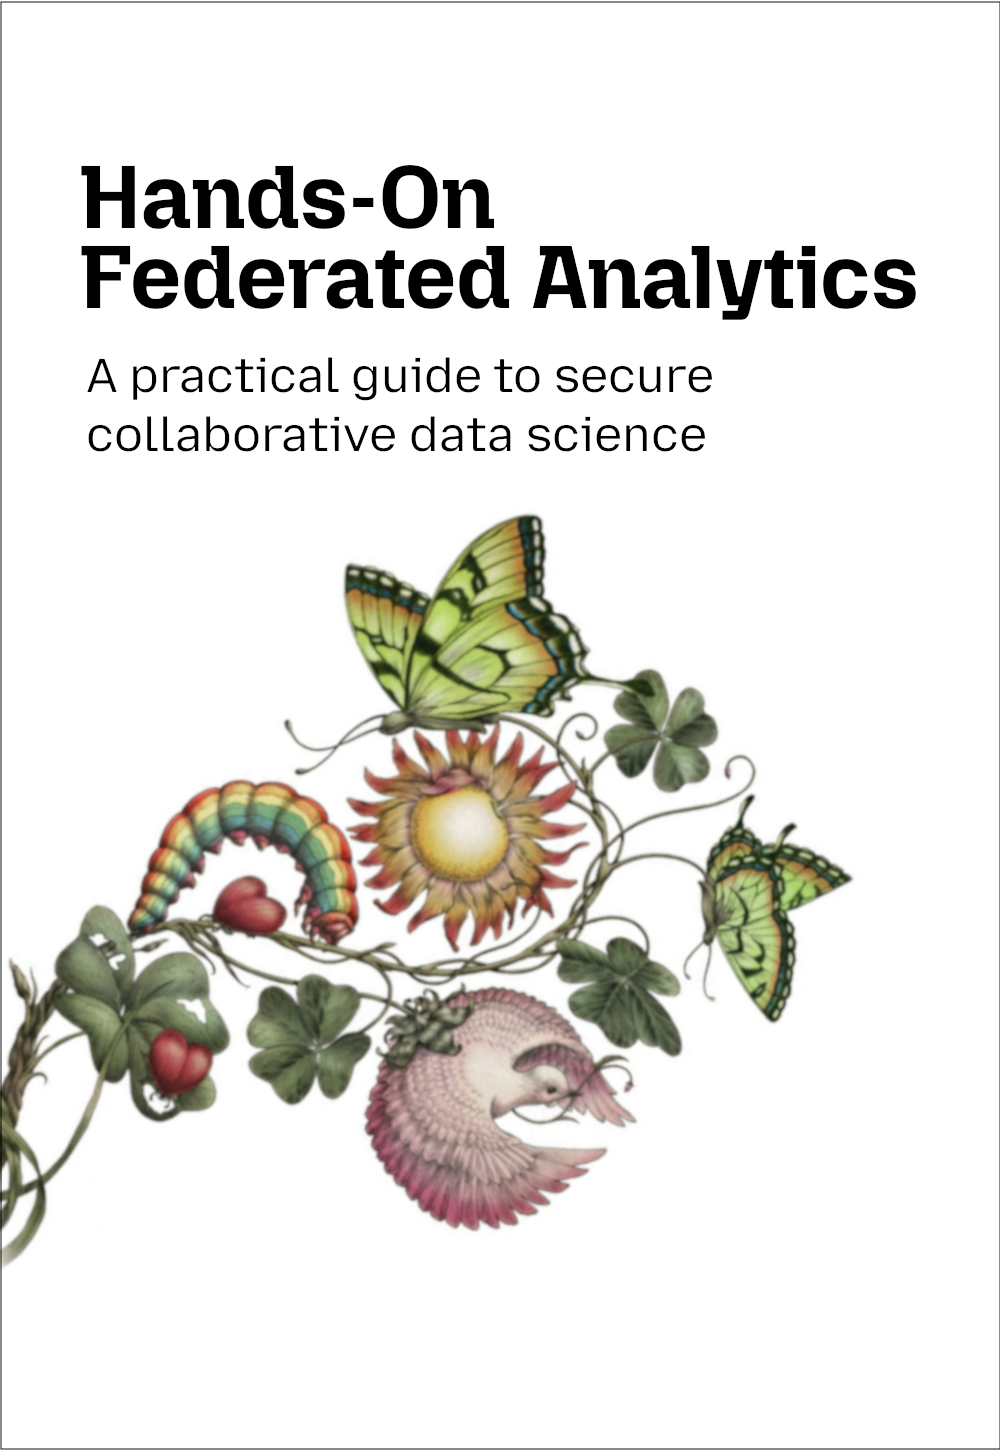 Hands-On
Federated Analytics
A practical guide to secure
collaborative data science